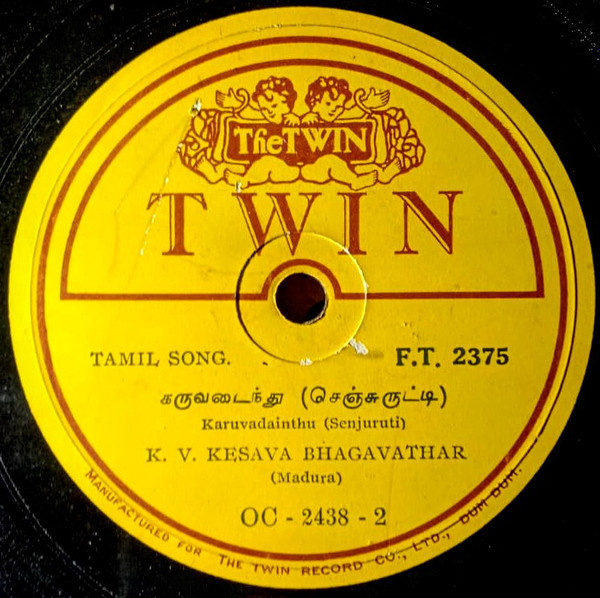 The TWIN
TWIN
TAMIL SONG. F.T. 2375
கருவடைந்து (செஞ்சுருட்டி)
Karuvadainthu (Senjuruti)
K. V. KESAVA BHAGAVATHAR
(Madura)
OC - 2438 - 2
MANUFACTURED FOR THE TWIN RECORD CO., LTD., DUM DUM.